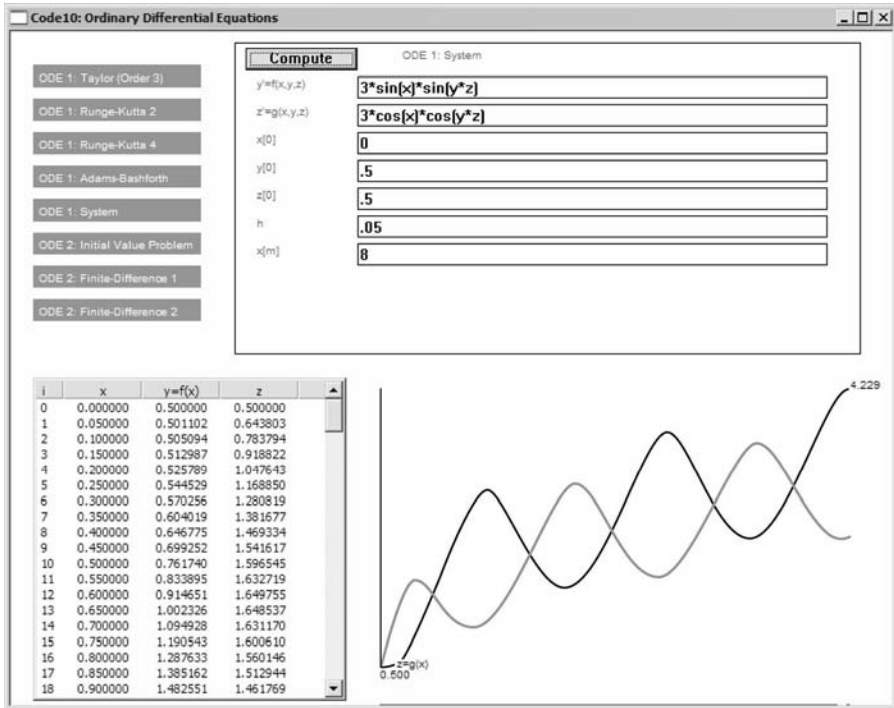 Code10: Ordinary Differential Equations
ODE 1: Taylor (Order 3)
ODE 1: Runge-Kutta 2
ODE 1: Runge-Kutta 4
ODE 1: Adams-Bashforth
ODE 1: System
ODE 2: Initial Value Problem
ODE 2: Finite-Difference 1
ODE 2: Finite-Difference 2
Compute ODE 1: System
y'=f(x,y,z) 3*sin(x)*sin(y*z)
z'=g(x,y,z) 3*cos(x)*cos(y*z)
x[0] 0
y[0] .5
z[0] .5
h .05
x[m] 8
i x y=f(x) z
0 0.000000 0.500000 0.500000
1 0.050000 0.501102 0.643803
2 0.100000 0.505094 0.783794
3 0.150000 0.512987 0.918822
4 0.200000 0.525789 1.047643
5 0.250000 0.544529 1.168850
6 0.300000 0.570256 1.280819
7 0.350000 0.604019 1.381677
8 0.400000 0.646775 1.469334
9 0.450000 0.699252 1.541617
10 0.500000 0.761740 1.596545
11 0.550000 0.833895 1.632719
12 0.600000 0.914651 1.649755
13 0.650000 1.002326 1.648537
14 0.700000 1.094928 1.631170
15 0.750000 1.190543 1.600610
16 0.800000 1.287633 1.560146
17 0.850000 1.385162 1.512944
18 0.900000 1.482551 1.461769
4.229
z=g(x)
0.500